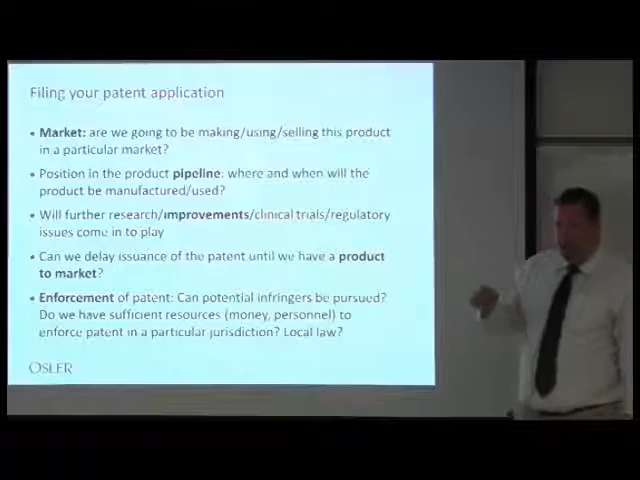 Filing your patent application
• Market: are we going to be making/using/selling this product
in a particular market?
• Position in the product pipeline: where and when will the
product be manufactured/used?
• Will further research/improvements/clinical trials/regulatory
issues come in to play
• Can we delay issuance of the patent until we have a product
to market?
• Enforcement of patent: Can potential infringers be pursued?
Do we have sufficient resources (money, personnel) to
enforce patent in a particular jurisdiction? Local law?
OSLER